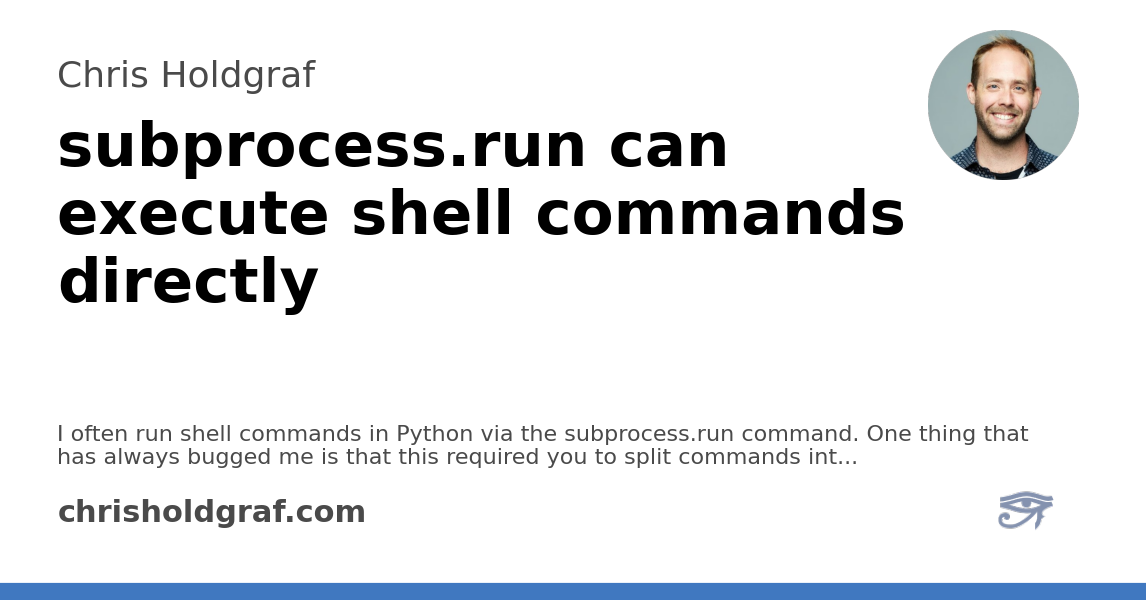 Chris Holdgraf
subprocess.run can
execute shell commands
directly
I often run shell commands in Python via the subprocess.run command. One thing that
has always bugged me is that this required you to split commands int...
chrisholdgraf.com